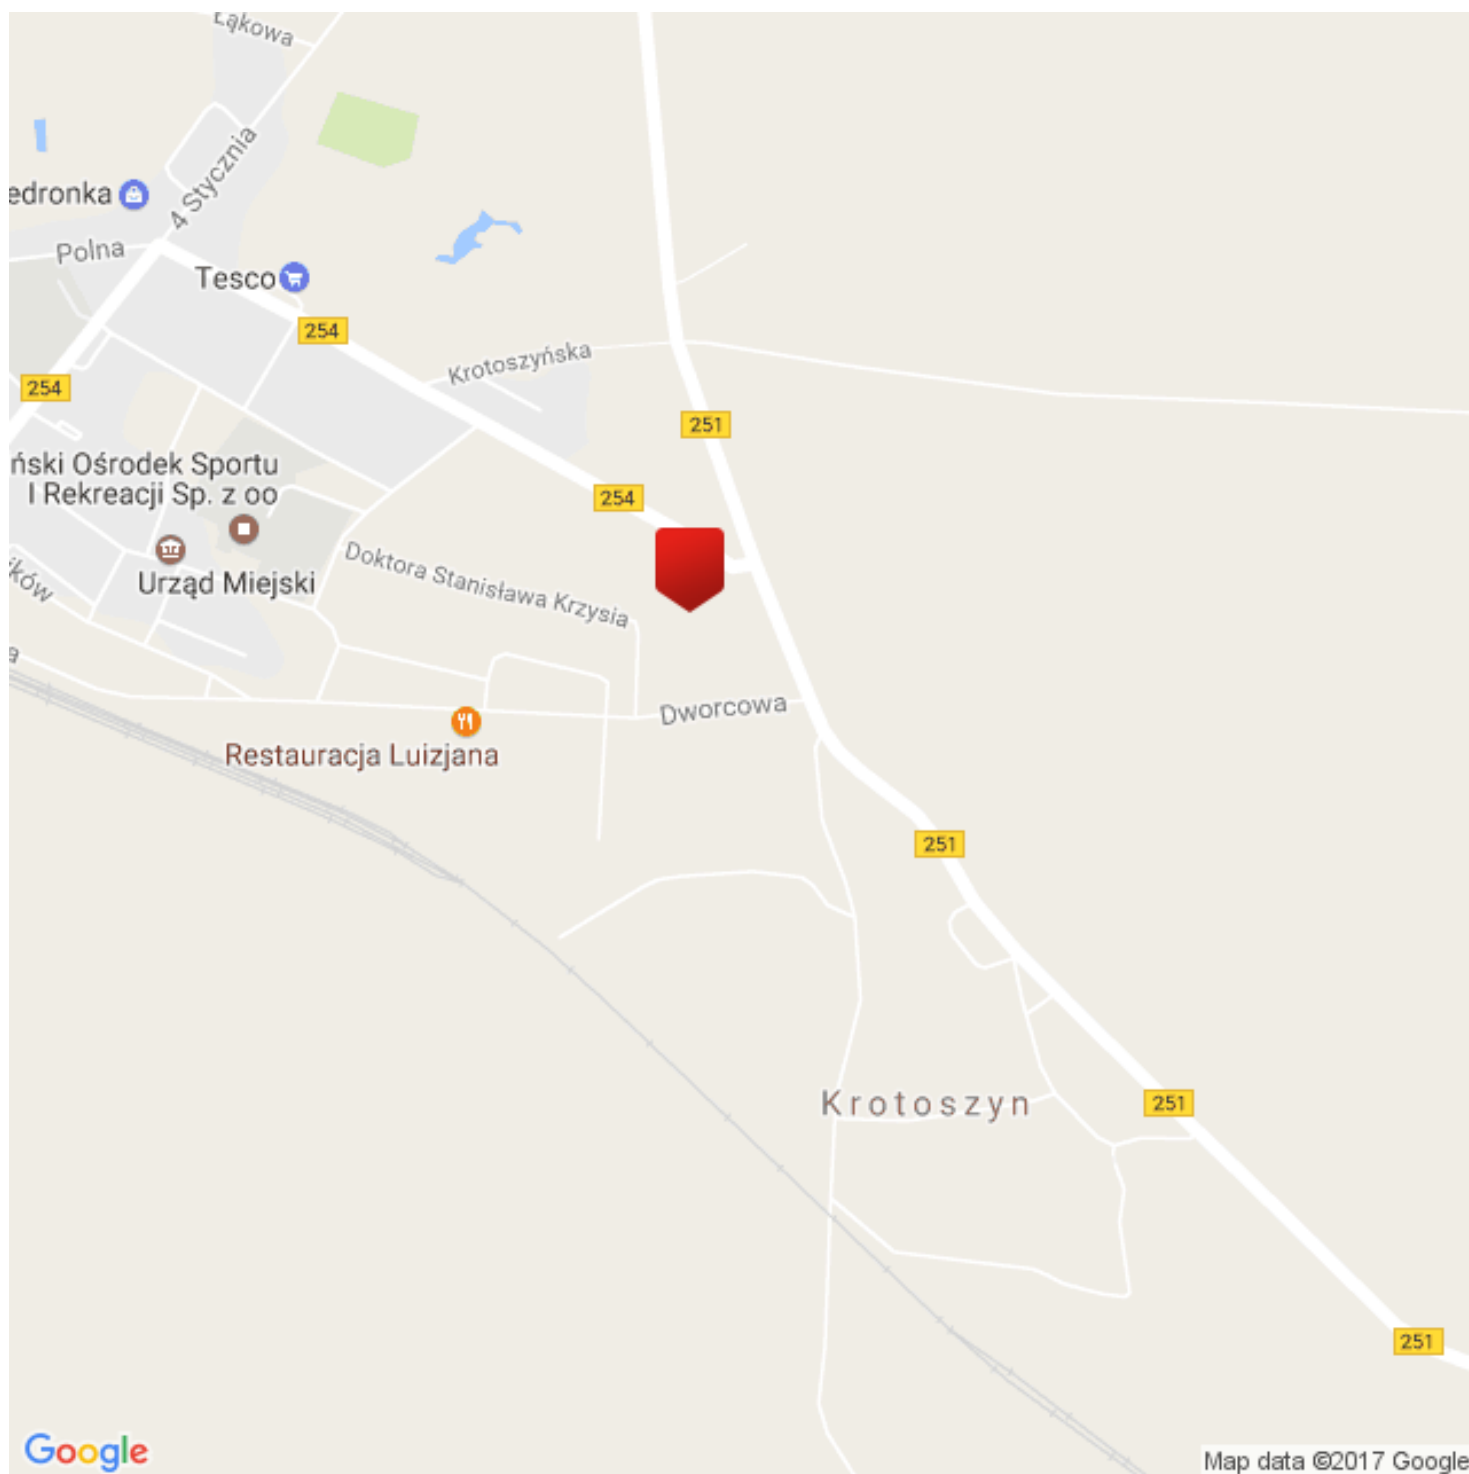 Łąkowa
4 Stycznia
edronka
Polna
Tesco
254
Krotoszyńska
254
251
ński Ośrodek Sportu
I Rekreacji Sp. z oo
254
Doktora Stanisława Krzysia
Urząd Miejski
ików
a
Dworcowa
Restauracja Luizjana
251
Krotoszyn
251
251
Google
Map data ©2017 Google